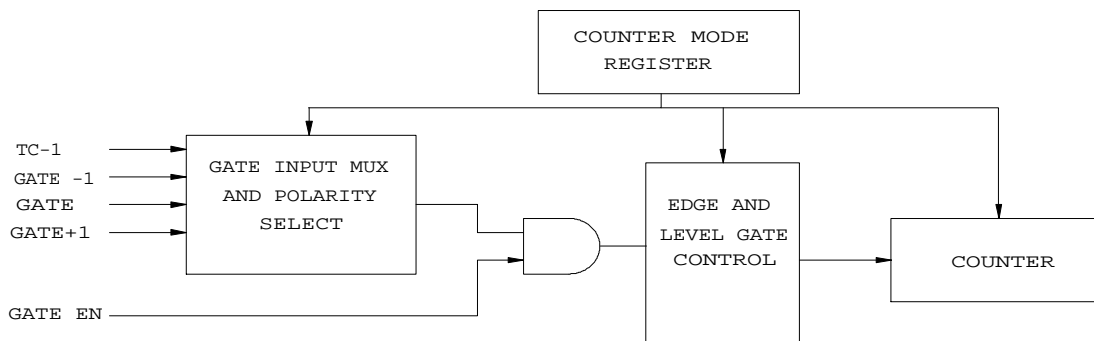 COUNTER MODE
REGISTER
TC-1
GATE -1
GATE
GATE+1
GATE INPUT MUX
AND POLARITY
SELECT
EDGE AND
LEVEL GATE
CONTROL
COUNTER
GATE EN